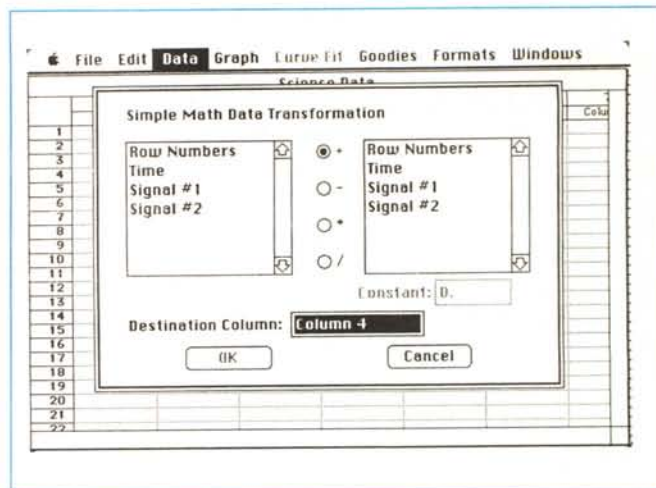 File Edit Data Graph Curve Fit Goodies Formats Windows
Science Data
Simple Math Data Transformation
Row Numbers
Time
Signal #1
Signal #2
+
-
*
/
Row Numbers
Time
Signal #1
Signal #2
Constant: 0.
Destination Column: Column 4
OK Cancel
1
2
3
4
5
6
7
8
9
10
11
12
13
14
15
16
17
18
19
20
21
22